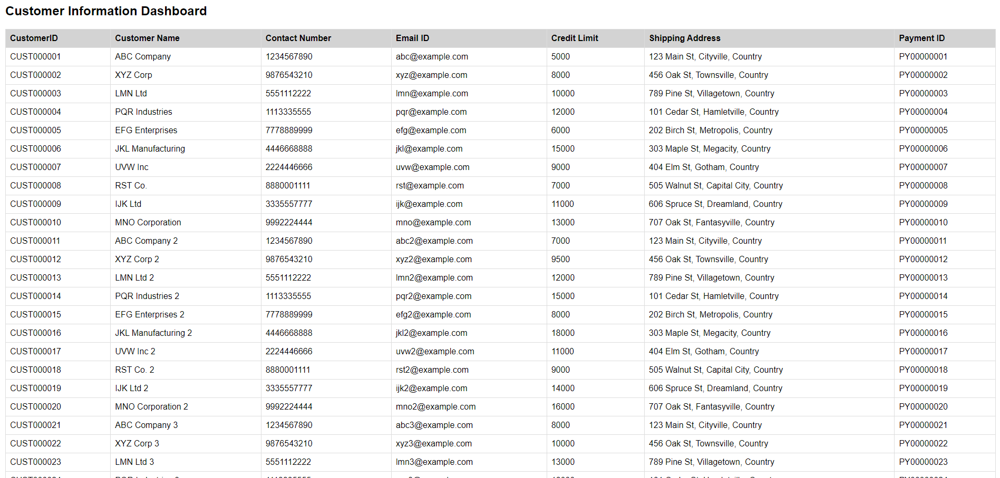 Customer Information Dashboard
CustomerID Customer Name Contact Number Email ID Credit Limit Shipping Address Payment ID
CUST000001 ABC Company 1234567890 abc@example.com 5000 123 Main St, Cityville, Country PY00000001
CUST000002 XYZ Corp 9876543210 xyz@example.com 8000 456 Oak St, Townsville, Country PY00000002
CUST000003 LMN Ltd 5551112222 lmn@example.com 10000 789 Pine St, Villagetown, Country PY00000003
CUST000004 PQR Industries 1113335555 pqr@example.com 12000 101 Cedar St, Hamletville, Country PY00000004
CUST000005 EFG Enterprises 7778889999 efg@example.com 6000 202 Birch St, Metropolis, Country PY00000005
CUST000006 JKL Manufacturing 4446668888 jkl@example.com 15000 303 Maple St, Megacity, Country PY00000006
CUST000007 UVW Inc 2224446666 uvw@example.com 9000 404 Elm St, Gotham, Country PY00000007
CUST000008 RST Co. 8880001111 rst@example.com 7000 505 Walnut St, Capital City, Country PY00000008
CUST000009 IJK Ltd 3335557777 ijk@example.com 11000 606 Spruce St, Dreamland, Country PY00000009
CUST000010 MNO Corporation 9992224444 mno@example.com 13000 707 Oak St, Fantasyville, Country PY00000010
CUST000011 ABC Company 2 1234567890 abc2@example.com 7000 123 Main St, Cityville, Country PY00000011
CUST000012 XYZ Corp 2 9876543210 xyz2@example.com 9500 456 Oak St, Townsville, Country PY00000012
CUST000013 LMN Ltd 2 5551112222 lmn2@example.com 12000 789 Pine St, Villagetown, Country PY00000013
CUST000014 PQR Industries 2 1113335555 pqr2@example.com 15000 101 Cedar St, Hamletville, Country PY00000014
CUST000015 EFG Enterprises 2 7778889999 efg2@example.com 8000 202 Birch St, Metropolis, Country PY00000015
CUST000016 JKL Manufacturing 2 4446668888 jkl2@example.com 18000 303 Maple St, Megacity, Country PY00000016
CUST000017 UVW Inc 2 2224446666 uvw2@example.com 11000 404 Elm St, Gotham, Country PY00000017
CUST000018 RST Co. 2 8880001111 rst2@example.com 9000 505 Walnut St, Capital City, Country PY00000018
CUST000019 IJK Ltd 2 3335557777 ijk2@example.com 14000 606 Spruce St, Dreamland, Country PY00000019
CUST000020 MNO Corporation 2 9992224444 mno2@example.com 16000 707 Oak St, Fantasyville, Country PY00000020
CUST000021 ABC Company 3 1234567890 abc3@example.com 8000 123 Main St, Cityville, Country PY00000021
CUST000022 XYZ Corp 3 9876543210 xyz3@example.com 10000 456 Oak St, Townsville, Country PY00000022
CUST000023 LMN Ltd 3 5551112222 lmn3@example.com 13000 789 Pine St, Villagetown, Country PY00000023